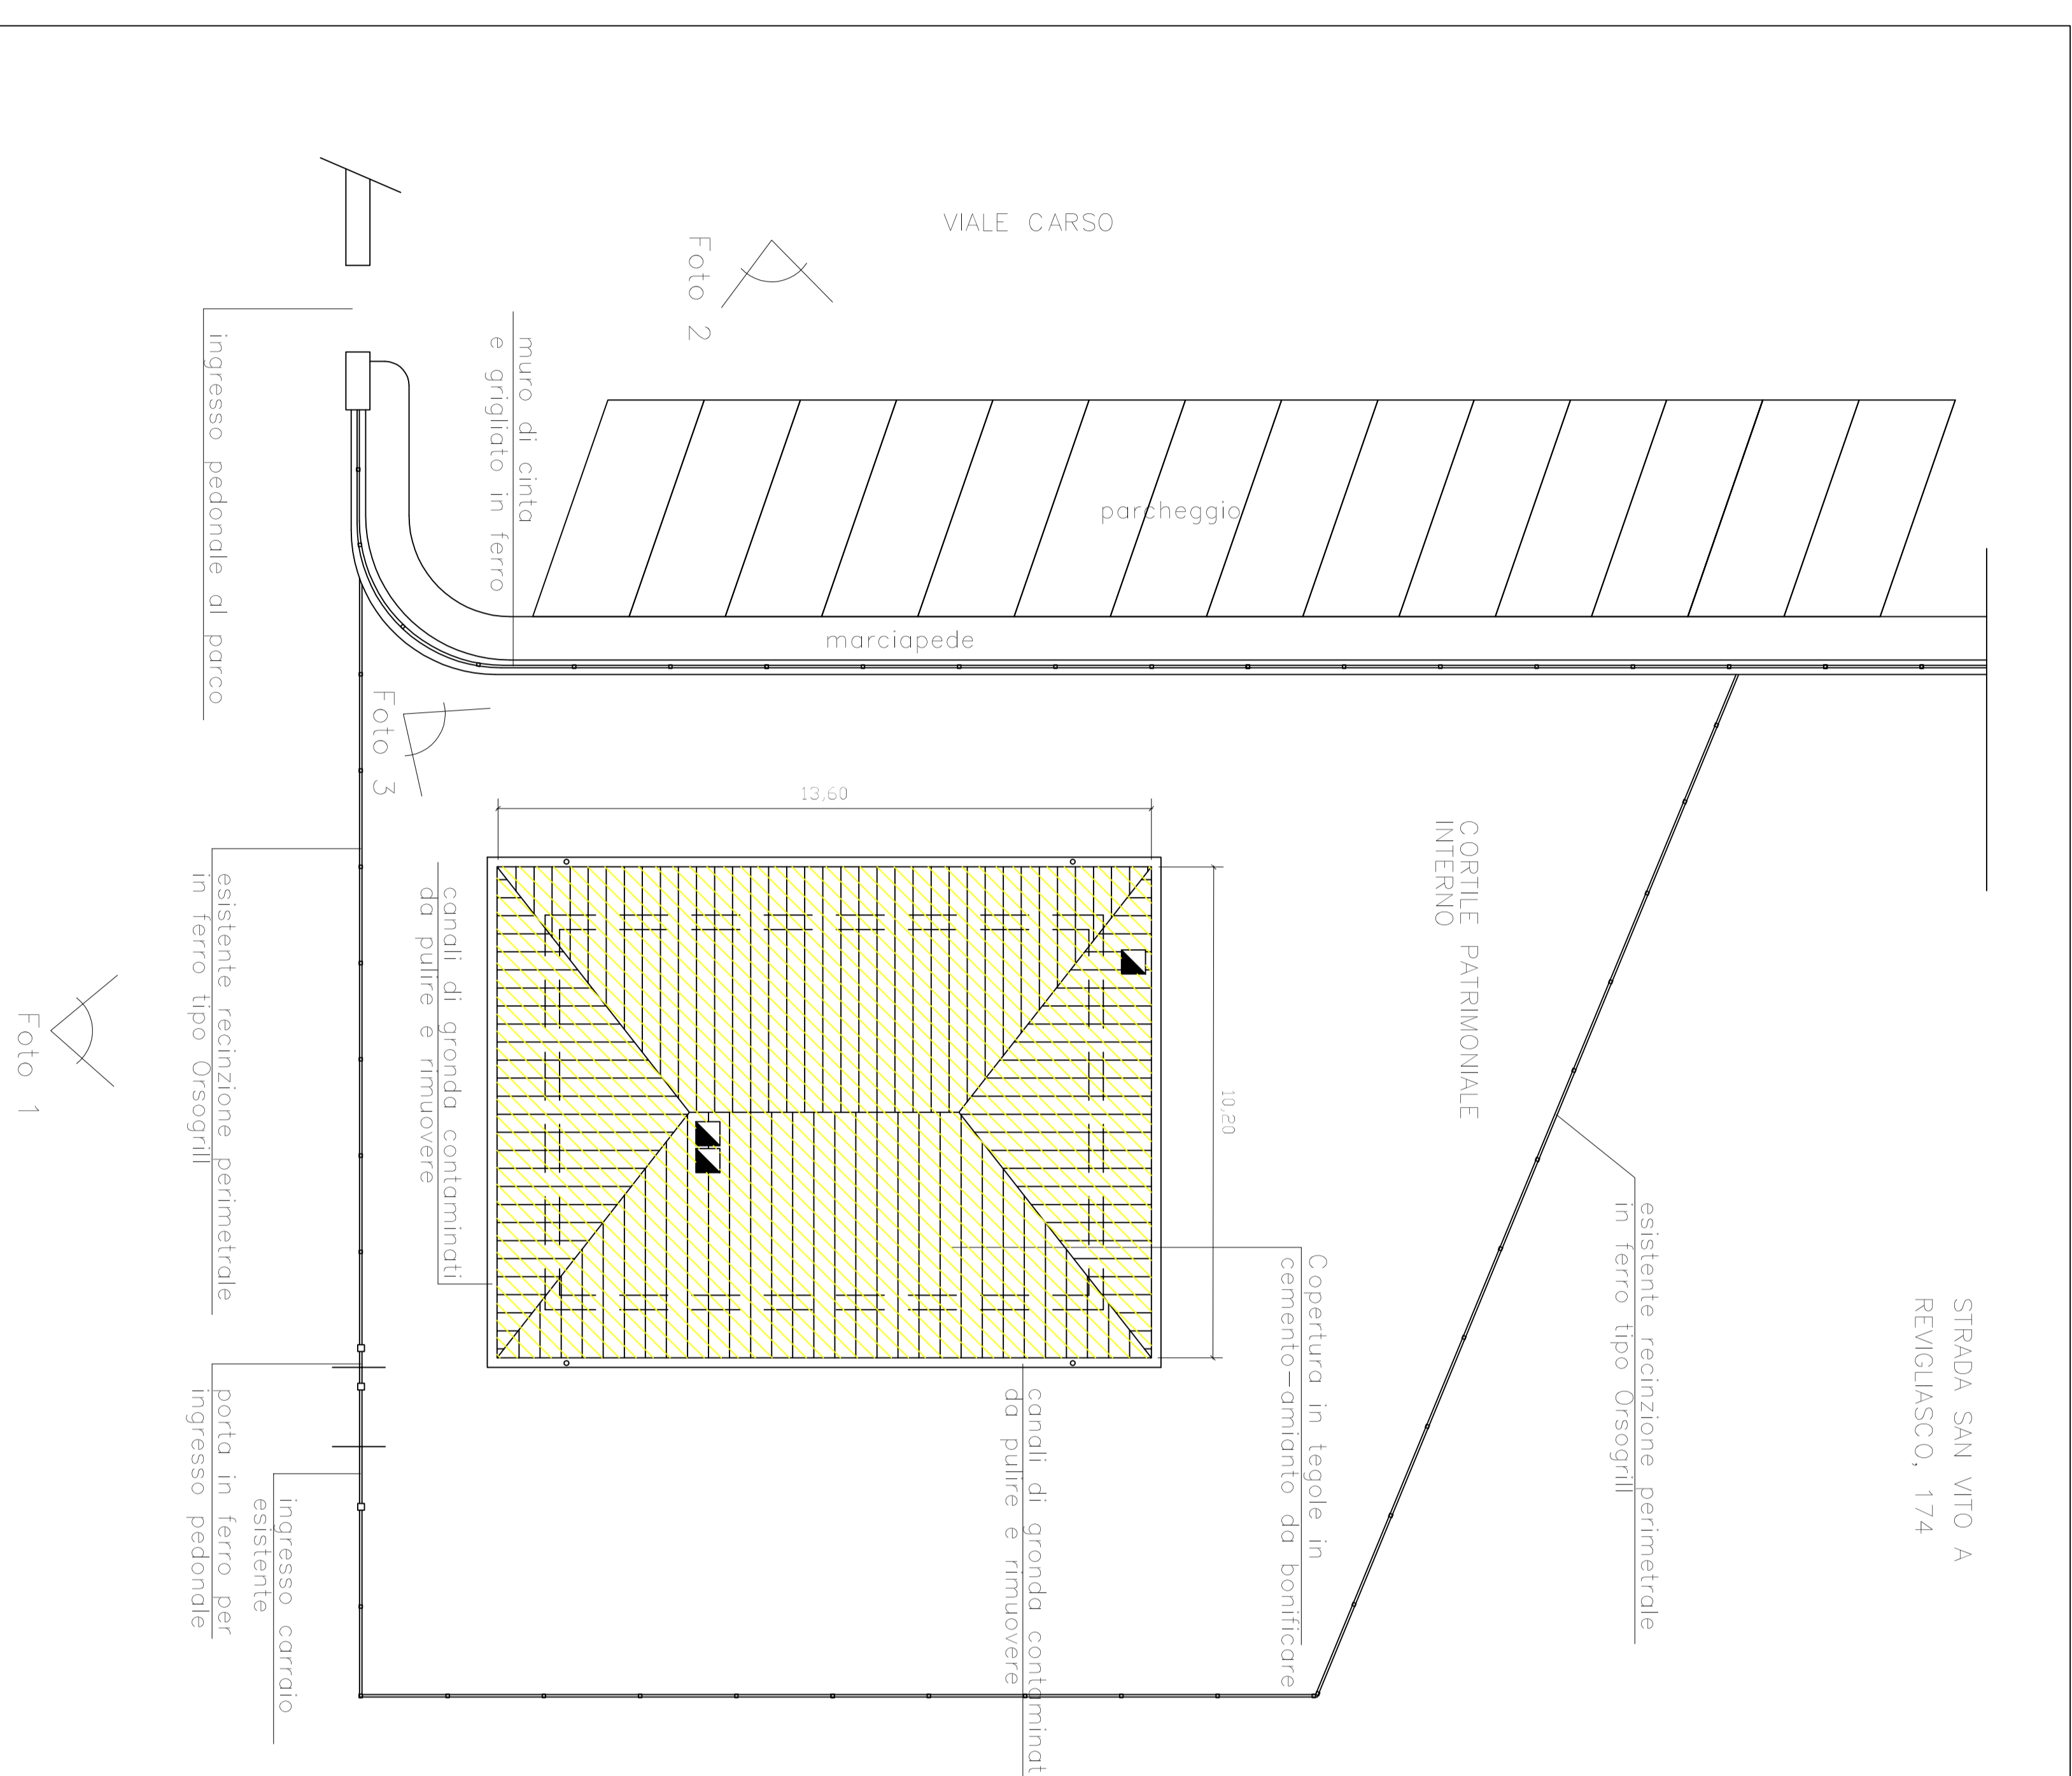 VIALE CARSO
Foto 2
muro di cinta
e grigliato in ferro
ingresso pedonale al parco
parcheggio
marciapede
Foto 3
13,60
10,20
CORTILE PATRIMONIALE
INTERNO
STRADA SAN VITO A
REVIGLIASCO, 174
esistente recinzione perimetrale
in ferro tipo Orsogrill
Copertura in tegole in
cemento-amianto da bonificare
canali di gronda contaminati
da pulire e rimuovere
canali di gronda contaminat
da pulire e rimuovere
esistente recinzione perimetrale
in ferro tipo Orsogrill
Foto 1
porta in ferro per
ingresso pedonale
ingresso carraio
esistente